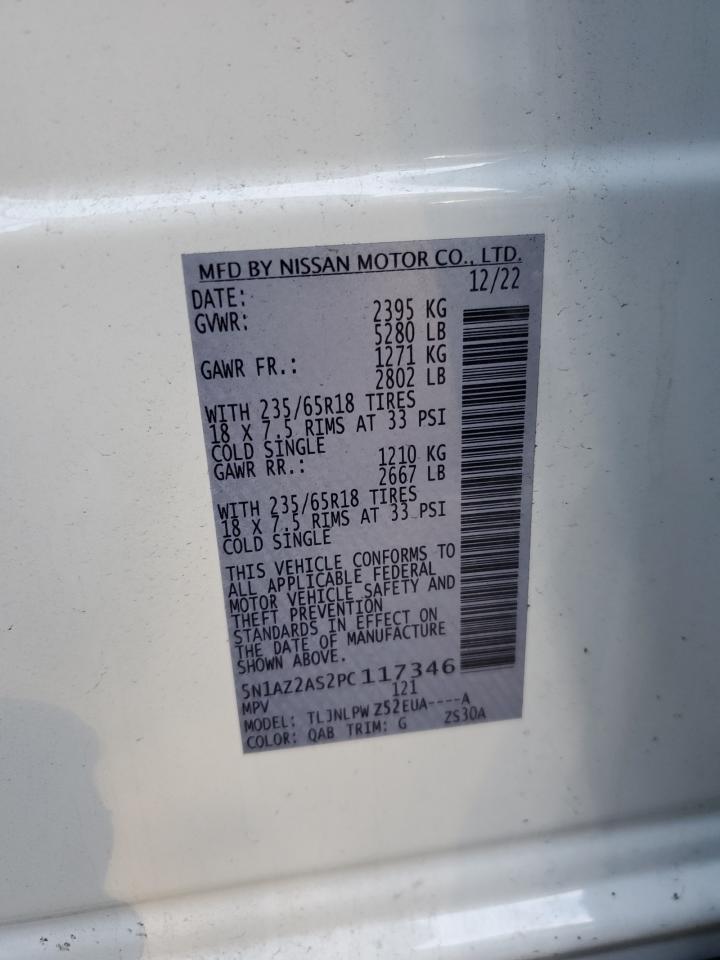 MFD BY NISSAN MOTOR CO., LTD.
DATE: 12/22
GVWR: 2395 KG
5280 LB
GAWR FR.: 1271 KG
2802 LB
WITH 235/65R18 TIRES
18 X 7.5 RIMS AT 33 PSI
COLD SINGLE
GAWR RR.: 1210 KG
2667 LB
WITH 235/65R18 TIRES
18 X 7.5 RIMS AT 33 PSI
COLD SINGLE
THIS VEHICLE CONFORMS TO
ALL APPLICABLE FEDERAL
MOTOR VEHICLE SAFETY AND
THEFT PREVENTION
STANDARDS IN EFFECT ON
THE DATE OF MANUFACTURE
SHOWN ABOVE.
5N1AZ2AS2PC117346
MPV 121
MODEL: TLJNLPW Z52EUA----A
COLOR: QAB TRIM: G ZS30A